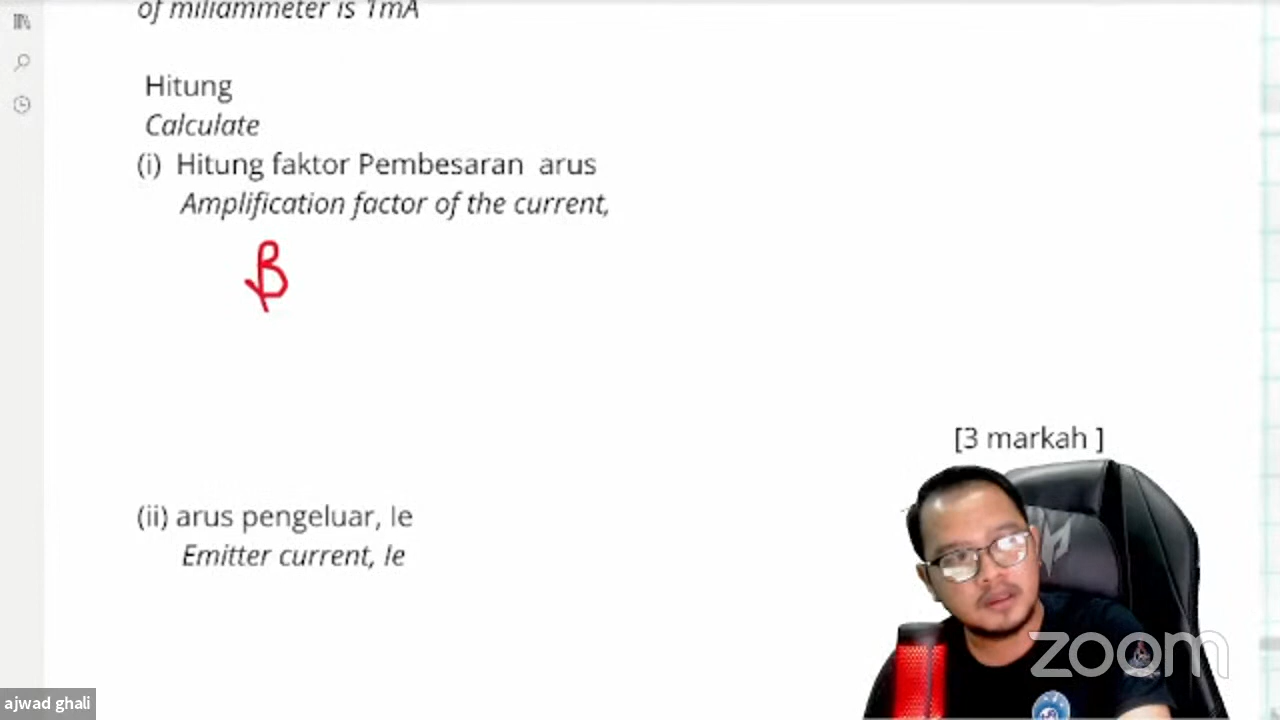 of miliammeter is 1mA
Hitung
Calculate
(i) Hitung faktor Pembesaran arus
Amplification factor of the current,
β
[3 markah ]
(ii) arus pengeluar, Ie
Emitter current, Ie
zoom
ajwad ghali